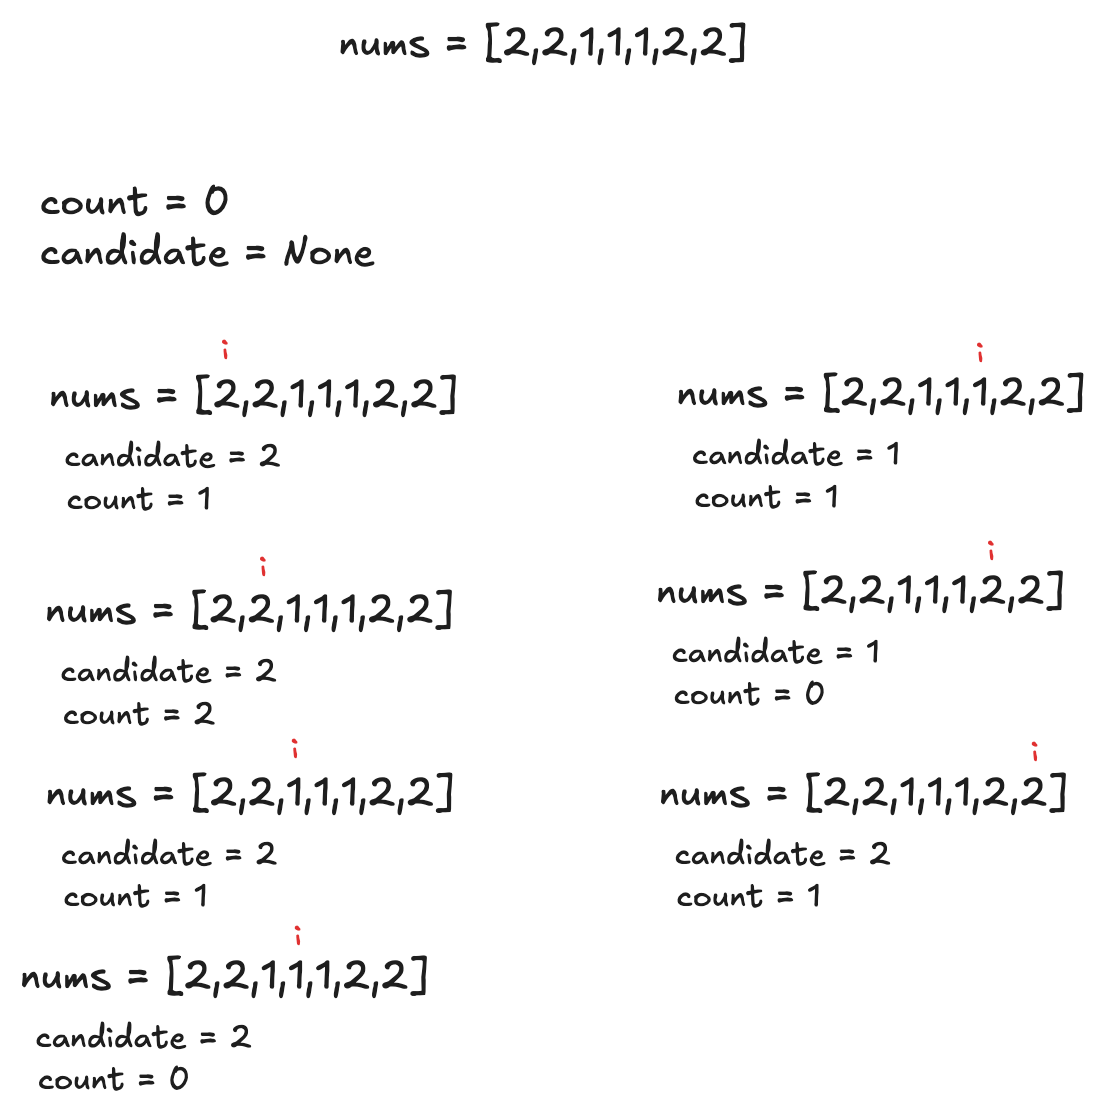 nums = [2,2,1,1,1,2,2]
count = 0
candidate = None
i
nums = [2,2,1,1,1,2,2]
candidate = 2
count = 1
i
nums = [2,2,1,1,1,2,2]
candidate = 2
count = 2
i
nums = [2,2,1,1,1,2,2]
candidate = 2
count = 1
i
nums = [2,2,1,1,1,2,2]
candidate = 2
count = 0
i
nums = [2,2,1,1,1,2,2]
candidate = 1
count = 1
i
nums = [2,2,1,1,1,2,2]
candidate = 1
count = 0
i
nums = [2,2,1,1,1,2,2]
candidate = 2
count = 1